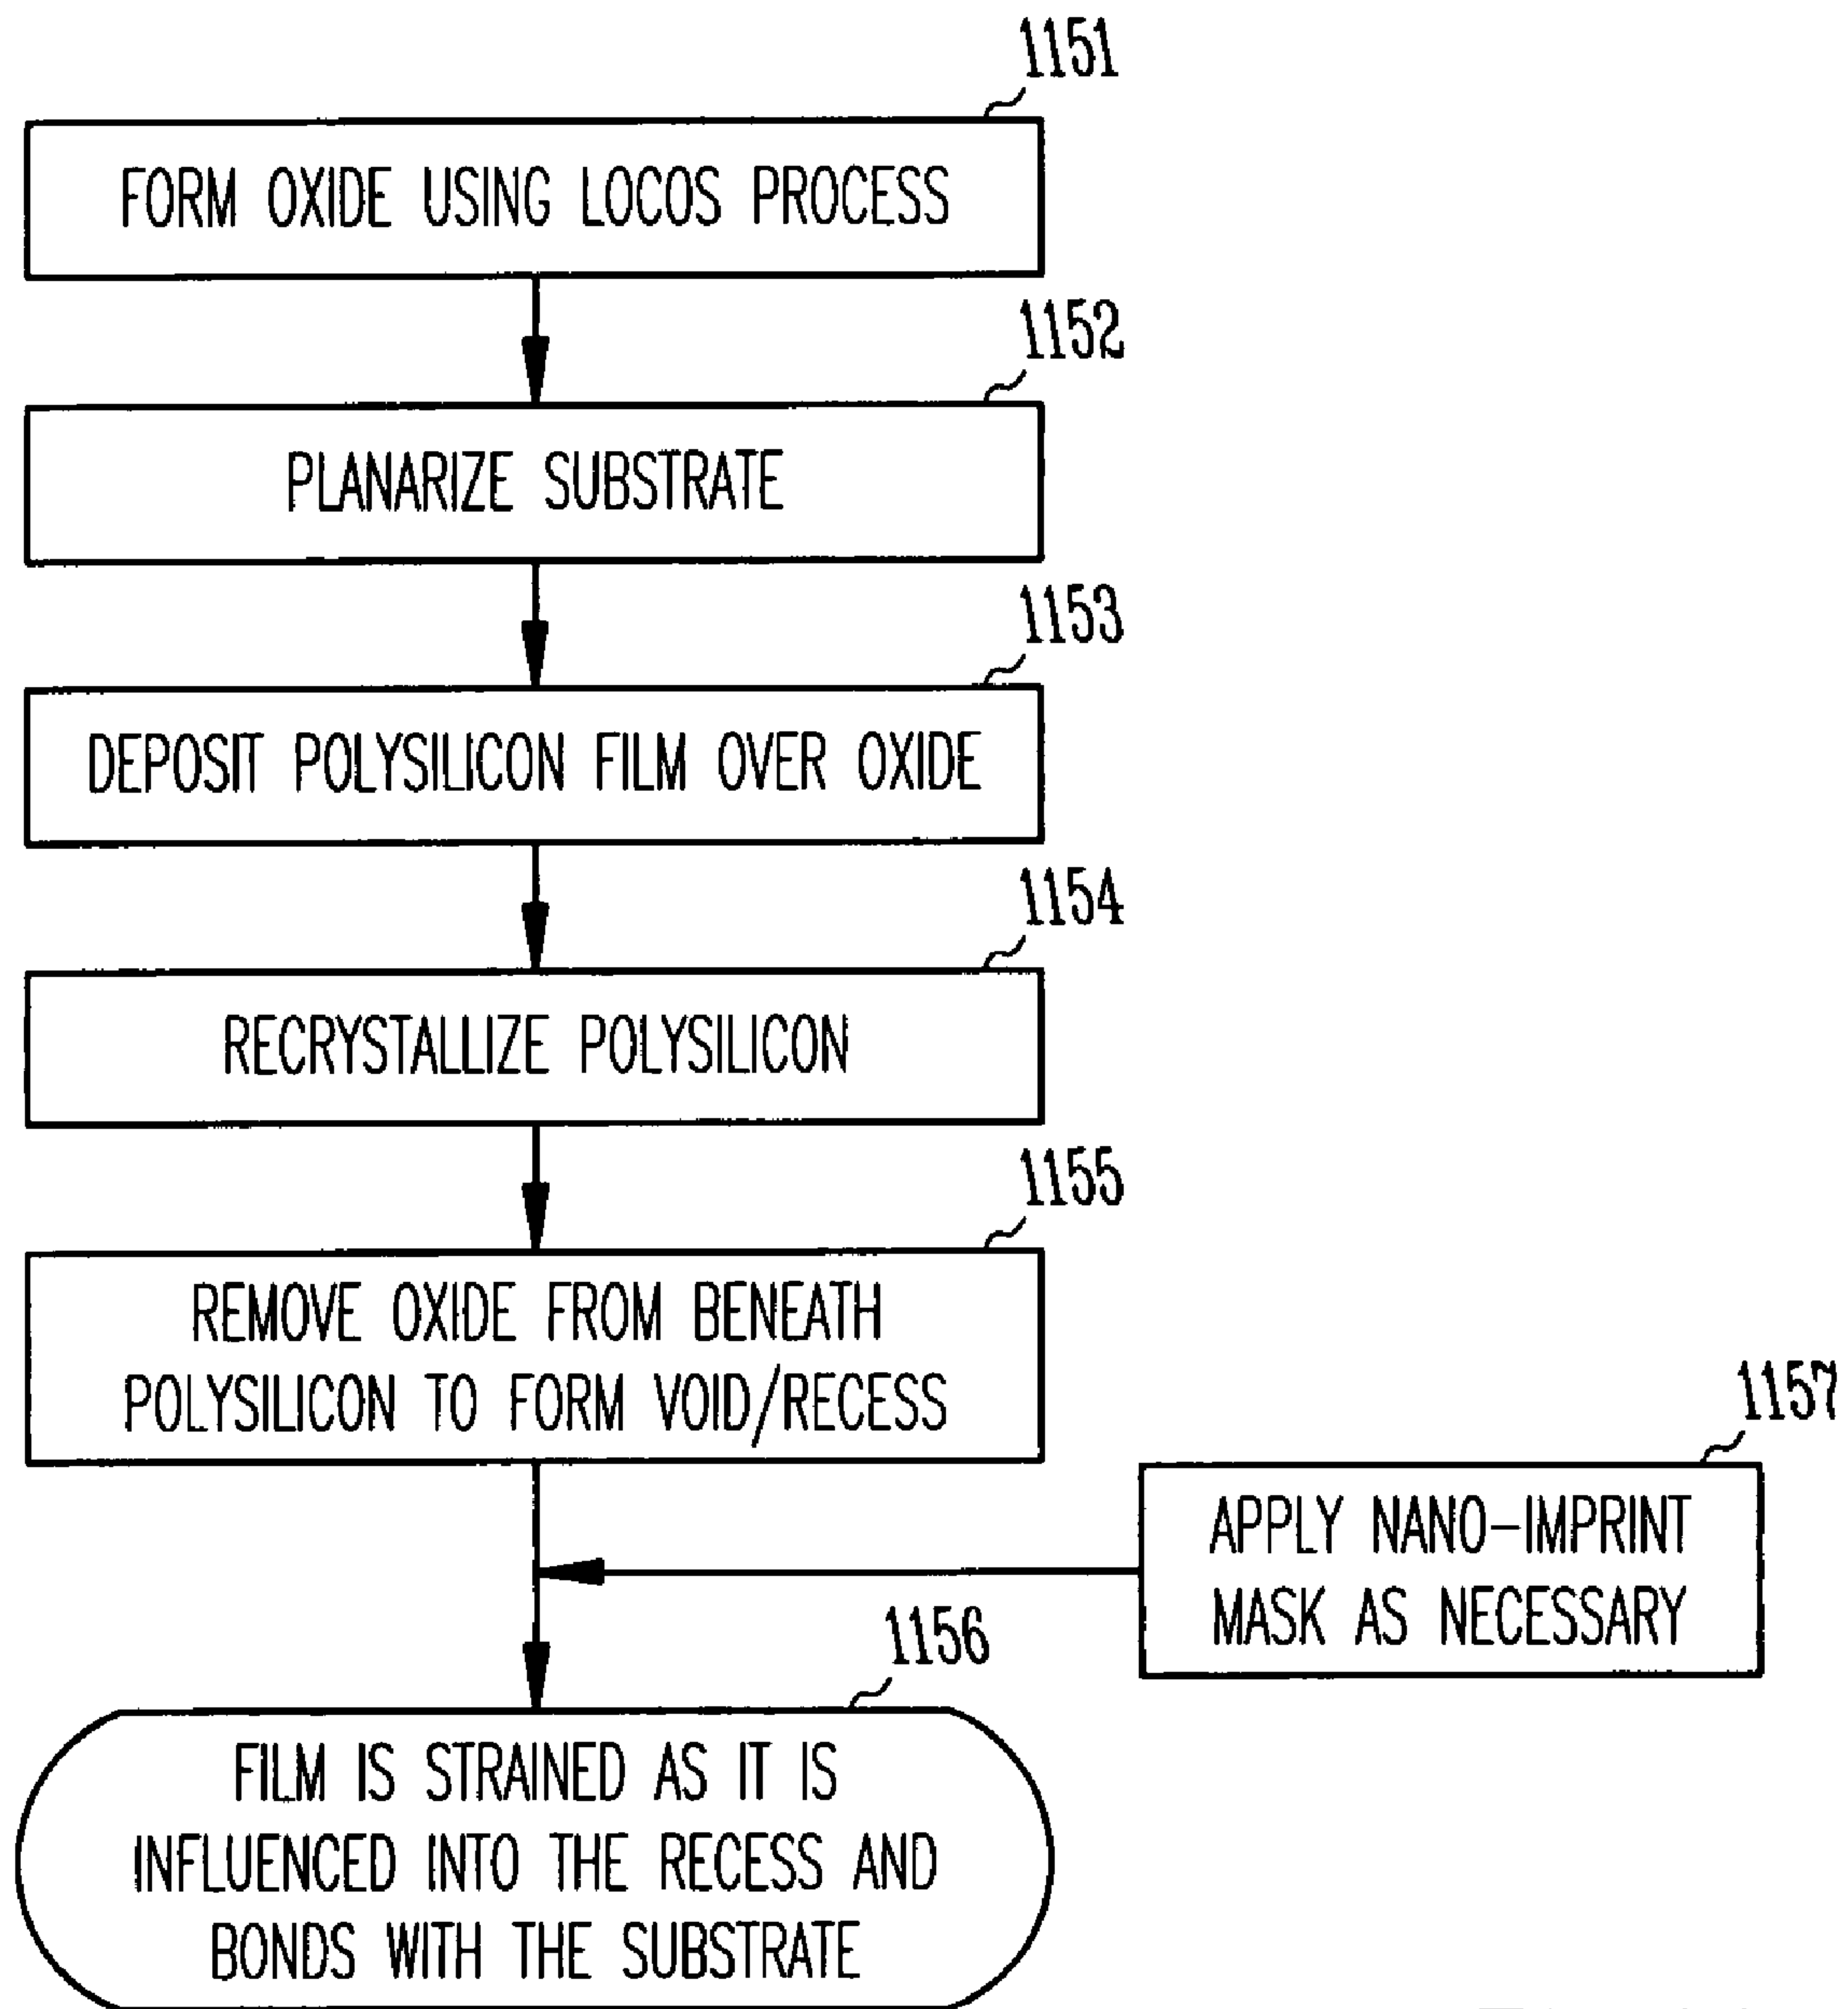 1151
FORM OXIDE USING LOCOS PROCESS
1152
PLANARIZE SUBSTRATE
1153
DEPOSIT POLYSILICON FILM OVER OXIDE
1154
RECRYSTALLIZE POLYSILICON
1155
REMOVE OXIDE FROM BENEATH
POLYSILICON TO FORM VOID/RECESS
1157
APPLY NANO-IMPRINT
MASK AS NECESSARY
1156
FILM IS STRAINED AS IT IS
INFLUENCED INTO THE RECESS AND
BONDS WITH THE SUBSTRATE